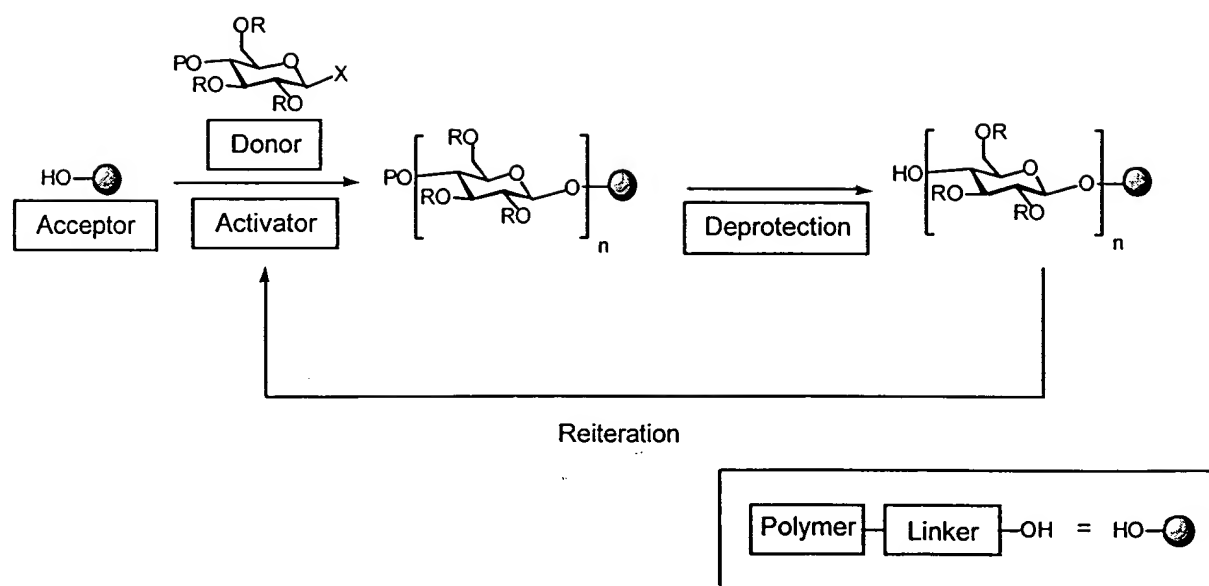 OR
PO
O
X
RO
RO
Donor
HO
Acceptor
Activator
RO
O
PO
O
RO
RO
n
Deprotection
OR
O
HO
O
RO
RO
n
Reiteration
Polymer Linker OH = HO